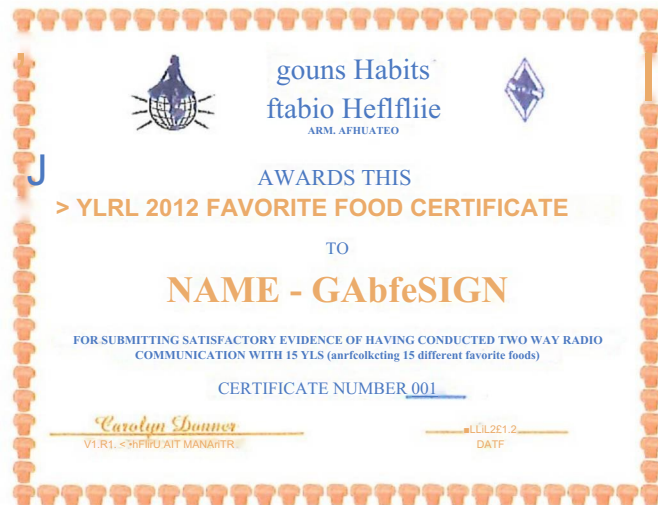 gouns Habits
ftabio Heflfliie
ARM. AFHUATEO
J
AWARDS THIS
> YLRL 2012 FAVORITE FOOD CERTIFICATE
TO
NAME - GAbfeSIGN
FOR SUBMITTING SATISFACTORY EVIDENCE OF HAVING CONDUCTED TWO WAY RADIO
COMMUNICATION WITH 15 YLS (anrfcolkcting 15 different favorite foods)
CERTIFICATE NUMBER 001
Carolyn Donner
DATF